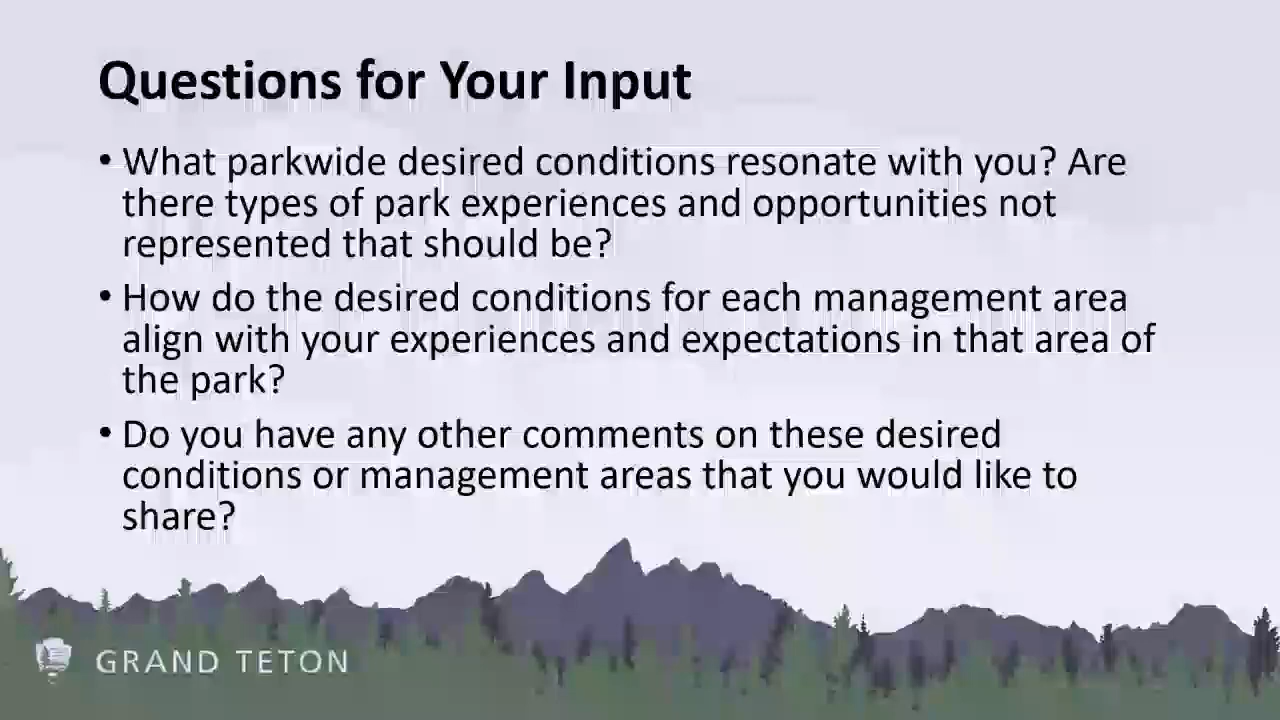 Questions for Your Input
• What parkwide desired conditions resonate with you? Are
there types of park experiences and opportunities not
represented that should be?
• How do the desired conditions for each management area
align with your experiences and expectations in that area of
the park?
• Do you have any other comments on these desired
conditions or management areas that you would like to
share?
GRAND TETON